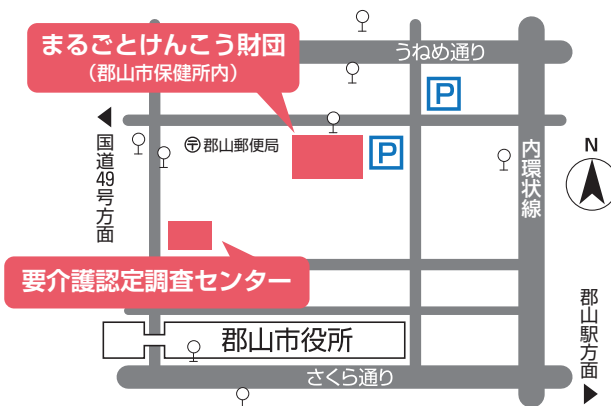 まるごとけんこう財団
(郡山市保健所内)
うねめ通り
P
国道49号方面
〒郡山郵便局
P
内環状線
N
要介護認定調査センター
郡山市役所
さくら通り
郡山駅方面